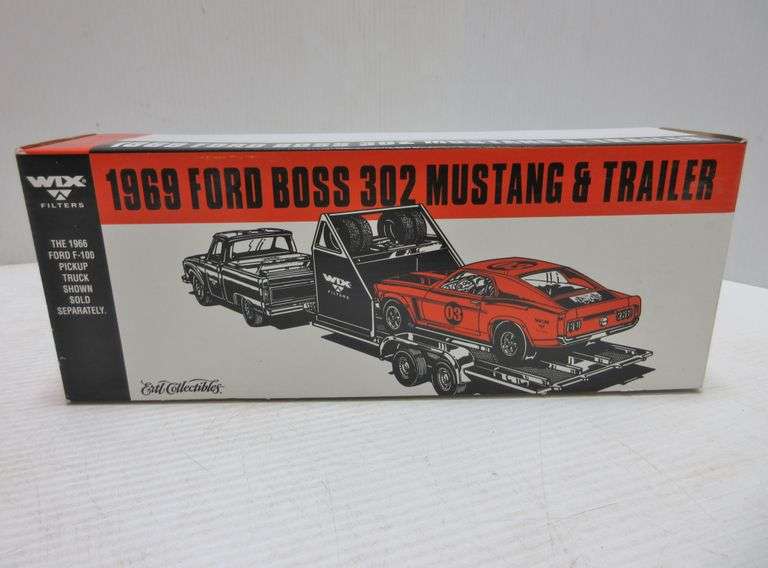 1969 FORD BOSS 302 MUSTANG & TRAILER
WIX®
FILTERS
THE 1966
FORD F-100
PICKUP
TRUCK
SHOWN
SOLD
SEPARATELY.
WIX
FILTERS
03
Ertl Collectibles